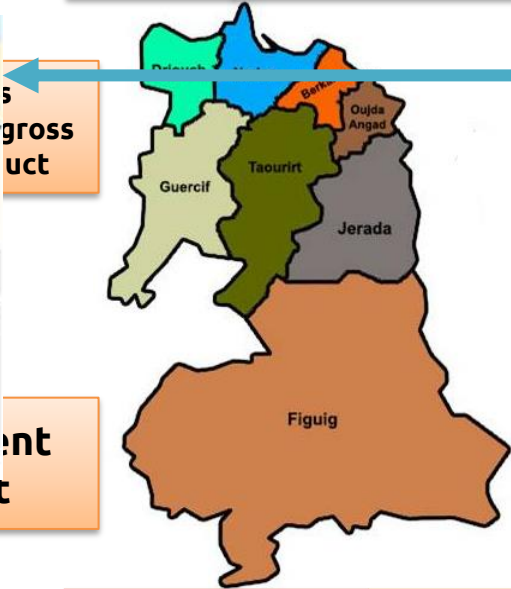 gross
uct
Oujda
Angad
Guercif
Taourirt
Jerada
Figuig
ent
t